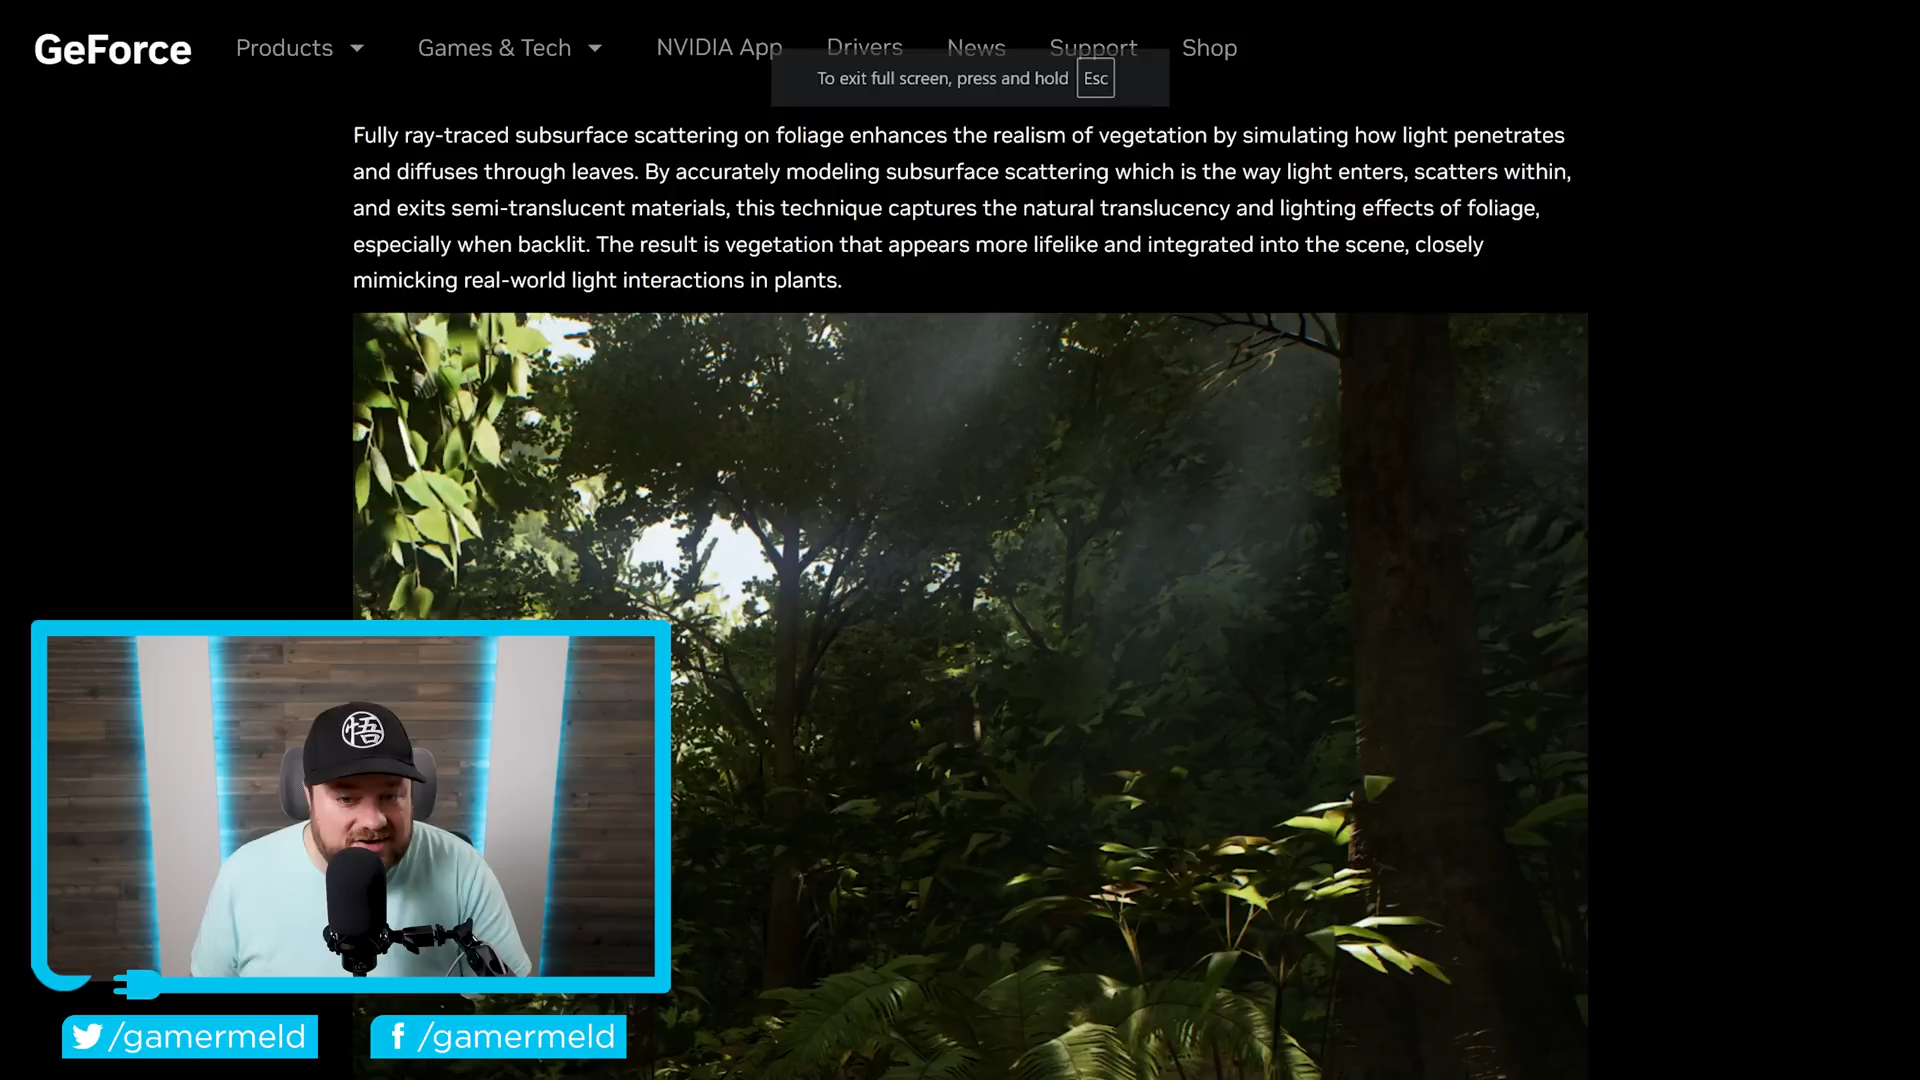 GeForce Products Games & Tech NVIDIA App Drivers News Support Shop
To exit full screen, press and hold Esc
Fully ray-traced subsurface scattering on foliage enhances the realism of vegetation by simulating how light penetrates
and diffuses through leaves. By accurately modeling subsurface scattering which is the way light enters, scatters within,
and exits semi-translucent materials, this technique captures the natural translucency and lighting effects of foliage,
especially when backlit. The result is vegetation that appears more lifelike and integrated into the scene, closely
mimicking real-world light interactions in plants.
悟
/gamermeld
/gamermeld